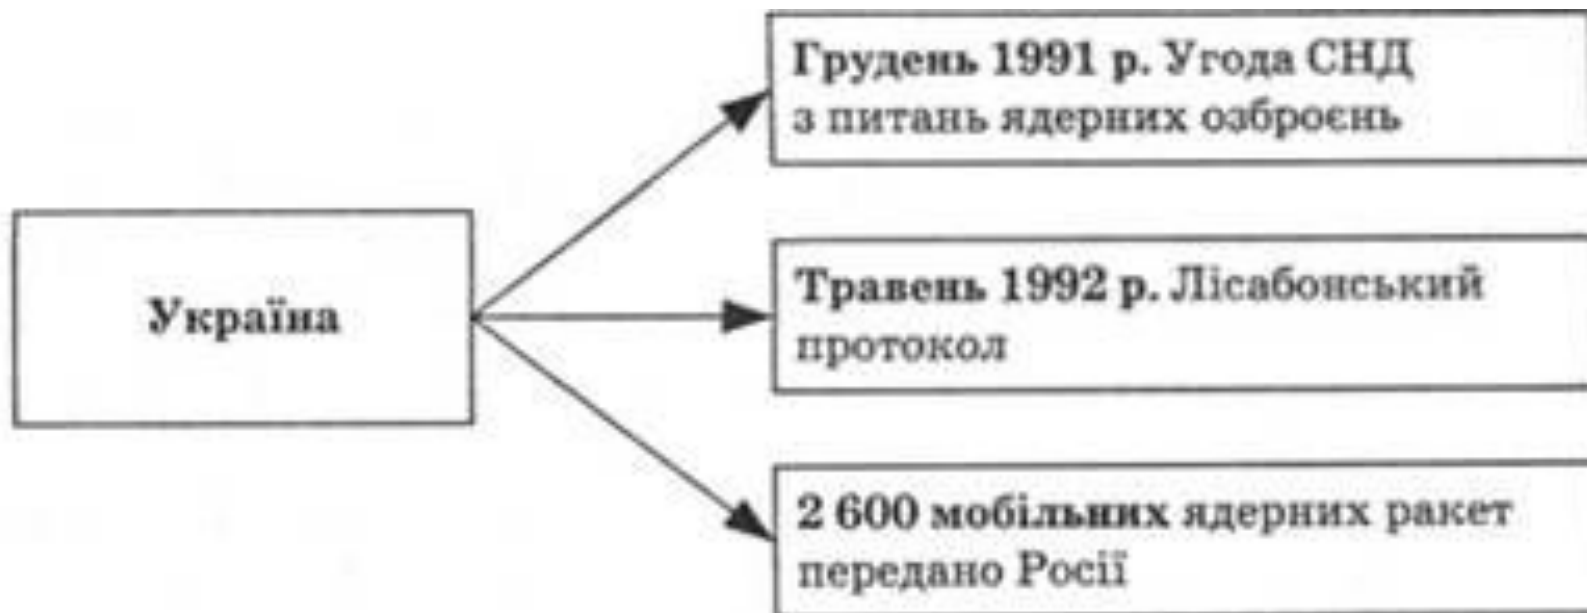 Грудень 1991 р. Угода СНД
з питань ядерних озброєнь
Україна
Травень 1992 р. Лісабонський
протокол
2 600 мобільних ядерних ракет
передано Росії